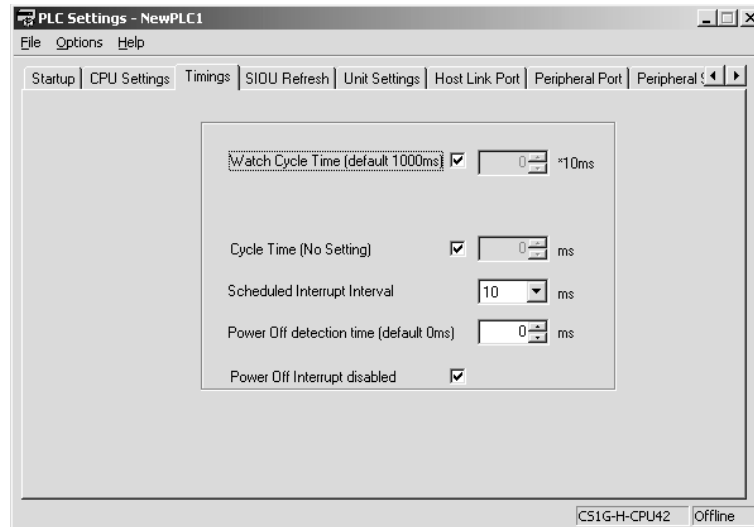 PLC Settings - NewPLC1
File Options Help
Startup CPU Settings Timings SIOU Refresh Unit Settings Host Link Port Peripheral Port Peripheral
Watch Cycle Time (default 1000ms) 0 *10ms
Cycle Time (No Setting) 0 ms
Scheduled Interrupt Interval 10 ms
Power Off detection time (default 0ms) 0 ms
Power Off Interrupt disabled
CS1G-H-CPU42 Offline